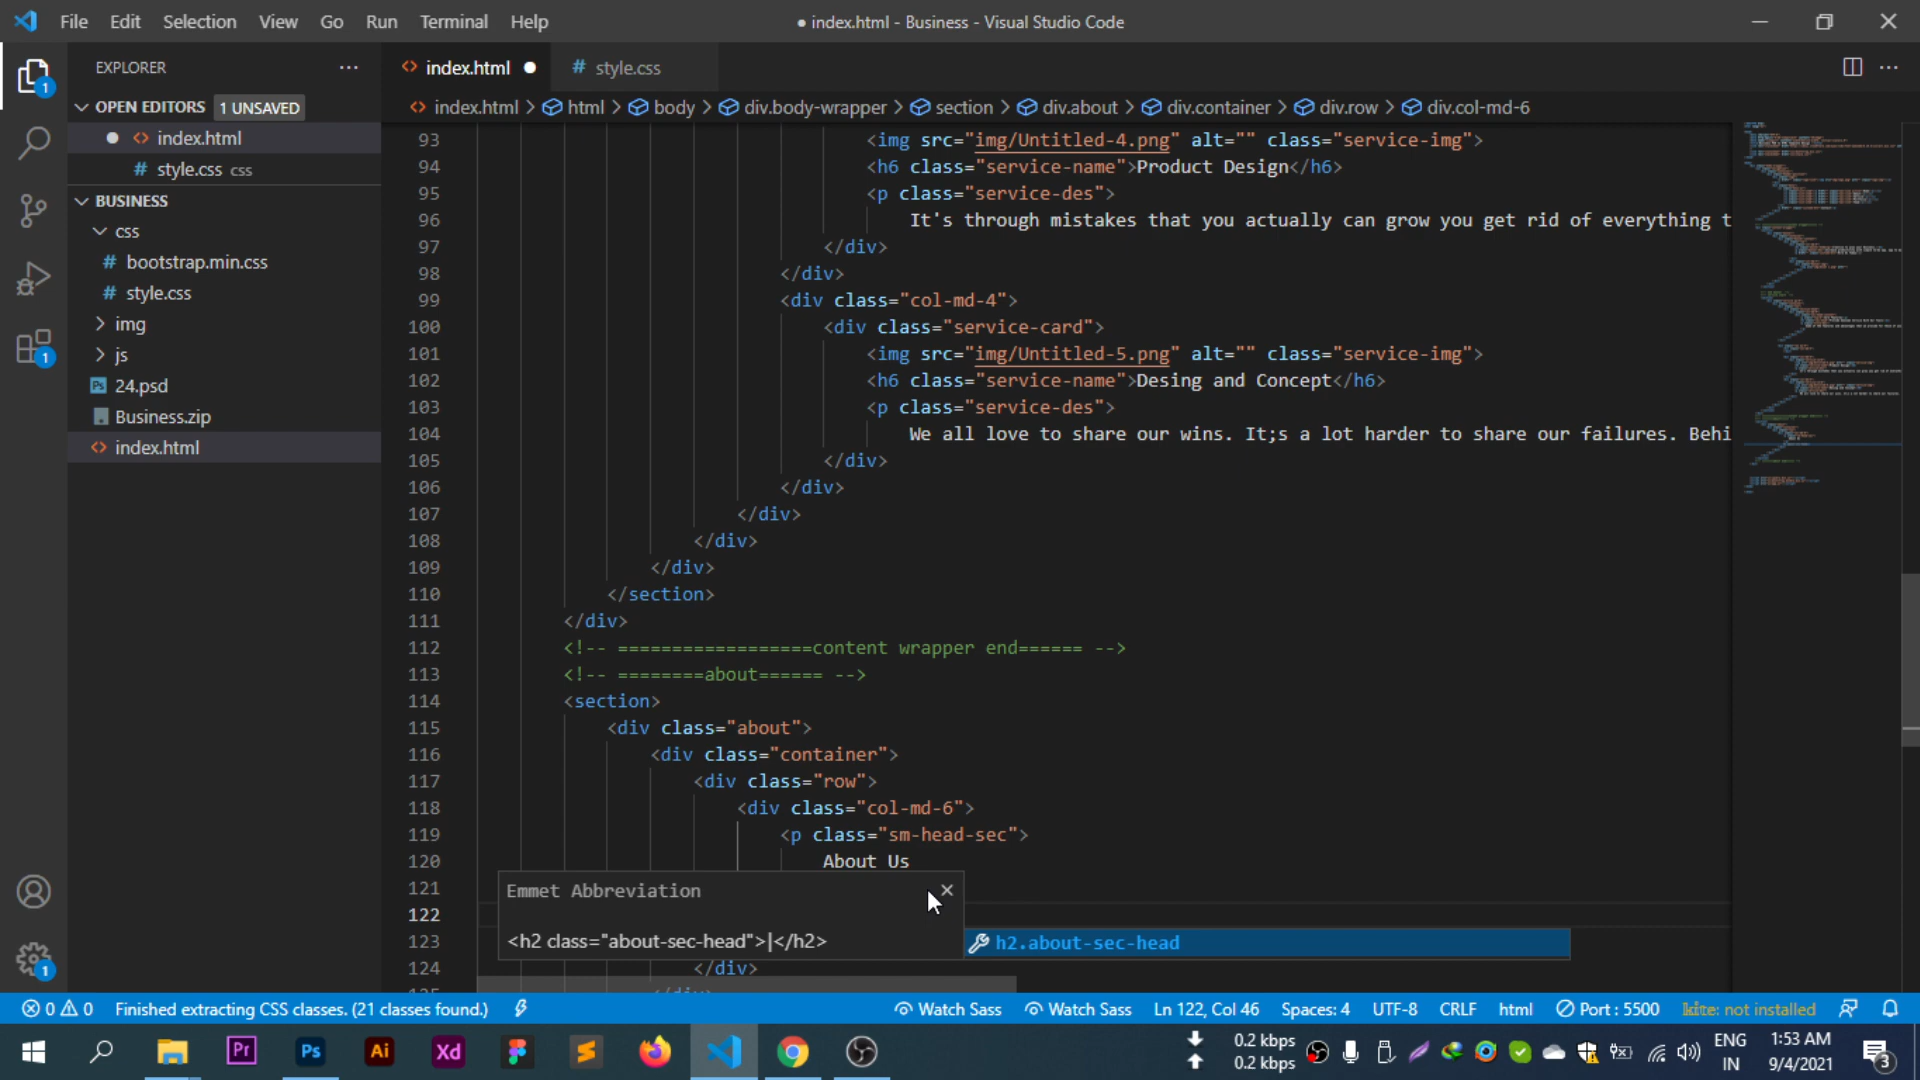 File Edit Selection View Go Run Terminal Help
● index.html - Business - Visual Studio Code
EXPLORER
OPEN EDITORS 1 UNSAVED
index.html
style.css css
BUSINESS
css
bootstrap.min.css
style.css
img
js
24.psd
Business.zip
index.html
index.html
style.css
index.html > html > body > div.body-wrapper > section > div.about > div.container > div.row > div.col-md-6
93 <img src="img/Untitled-4.png" alt="" class="service-img">
94 <h6 class="service-name">Product Design</h6>
95 <p class="service-des">
96 It's through mistakes that you actually can grow you get rid of everything t
97 </div>
98 </div>
99 <div class="col-md-4">
100 <div class="service-card">
101 <img src="img/Untitled-5.png" alt="" class="service-img">
102 <h6 class="service-name">Desing and Concept</h6>
103 <p class="service-des">
104 We all love to share our wins. It;s a lot harder to share our failures. Behi
105 </div>
106 </div>
107 </div>
108 </div>
109 </div>
110 </section>
111 </div>
112 <!-- ==================content wrapper end====== -->
113 <!-- ========about====== -->
114 <section>
115 <div class="about">
116 <div class="container">
117 <div class="row">
118 <div class="col-md-6">
119 <p class="sm-head-sec">
120 About Us
121
122
123
124 </div>
Emmet Abbreviation
<h2 class="about-sec-head">|</h2>
h2.about-sec-head
0 0 Finished extracting CSS classes. (21 classes found.)
Watch Sass Watch Sass Ln 122, Col 46 Spaces: 4 UTF-8 CRLF html Port : 5500 kite: not installed
Pr Ps Ai Xd
0.2 kbps
0.2 kbps
ENG
IN
1:53 AM
9/4/2021
3